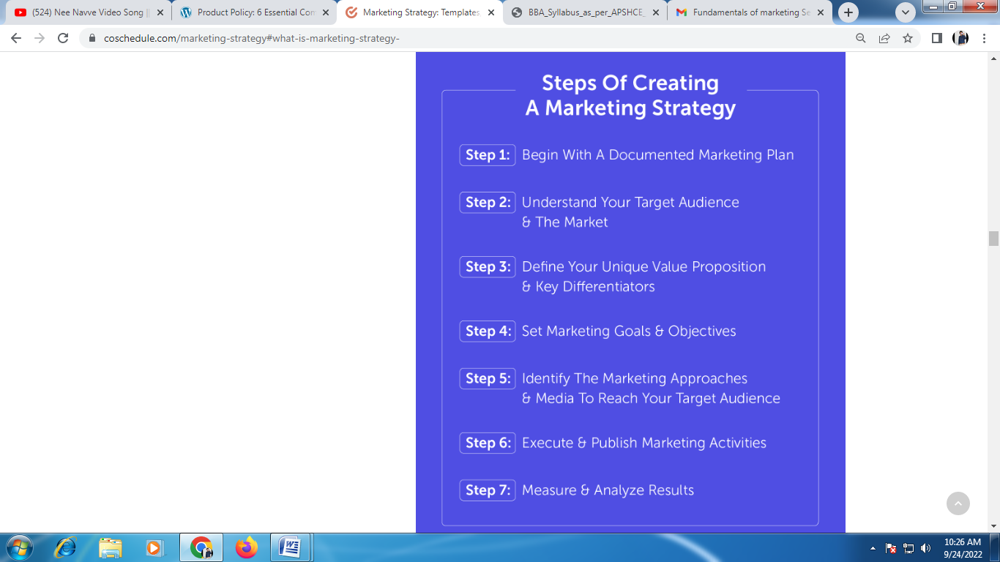 (524) Nee Navve Video Song ||
Product Policy: 6 Essential Com
Marketing Strategy: Templates,
BBA_Syllabus_as_per_APSHCE_
Fundamentals of marketing Se
coschedule.com/marketing-strategy#what-is-marketing-strategy-
Steps Of Creating
A Marketing Strategy
Step 1: Begin With A Documented Marketing Plan
Step 2: Understand Your Target Audience
& The Market
Step 3: Define Your Unique Value Proposition
& Key Differentiators
Step 4: Set Marketing Goals & Objectives
Step 5: Identify The Marketing Approaches
& Media To Reach Your Target Audience
Step 6: Execute & Publish Marketing Activities
Step 7: Measure & Analyze Results
10:26 AM
9/24/2022